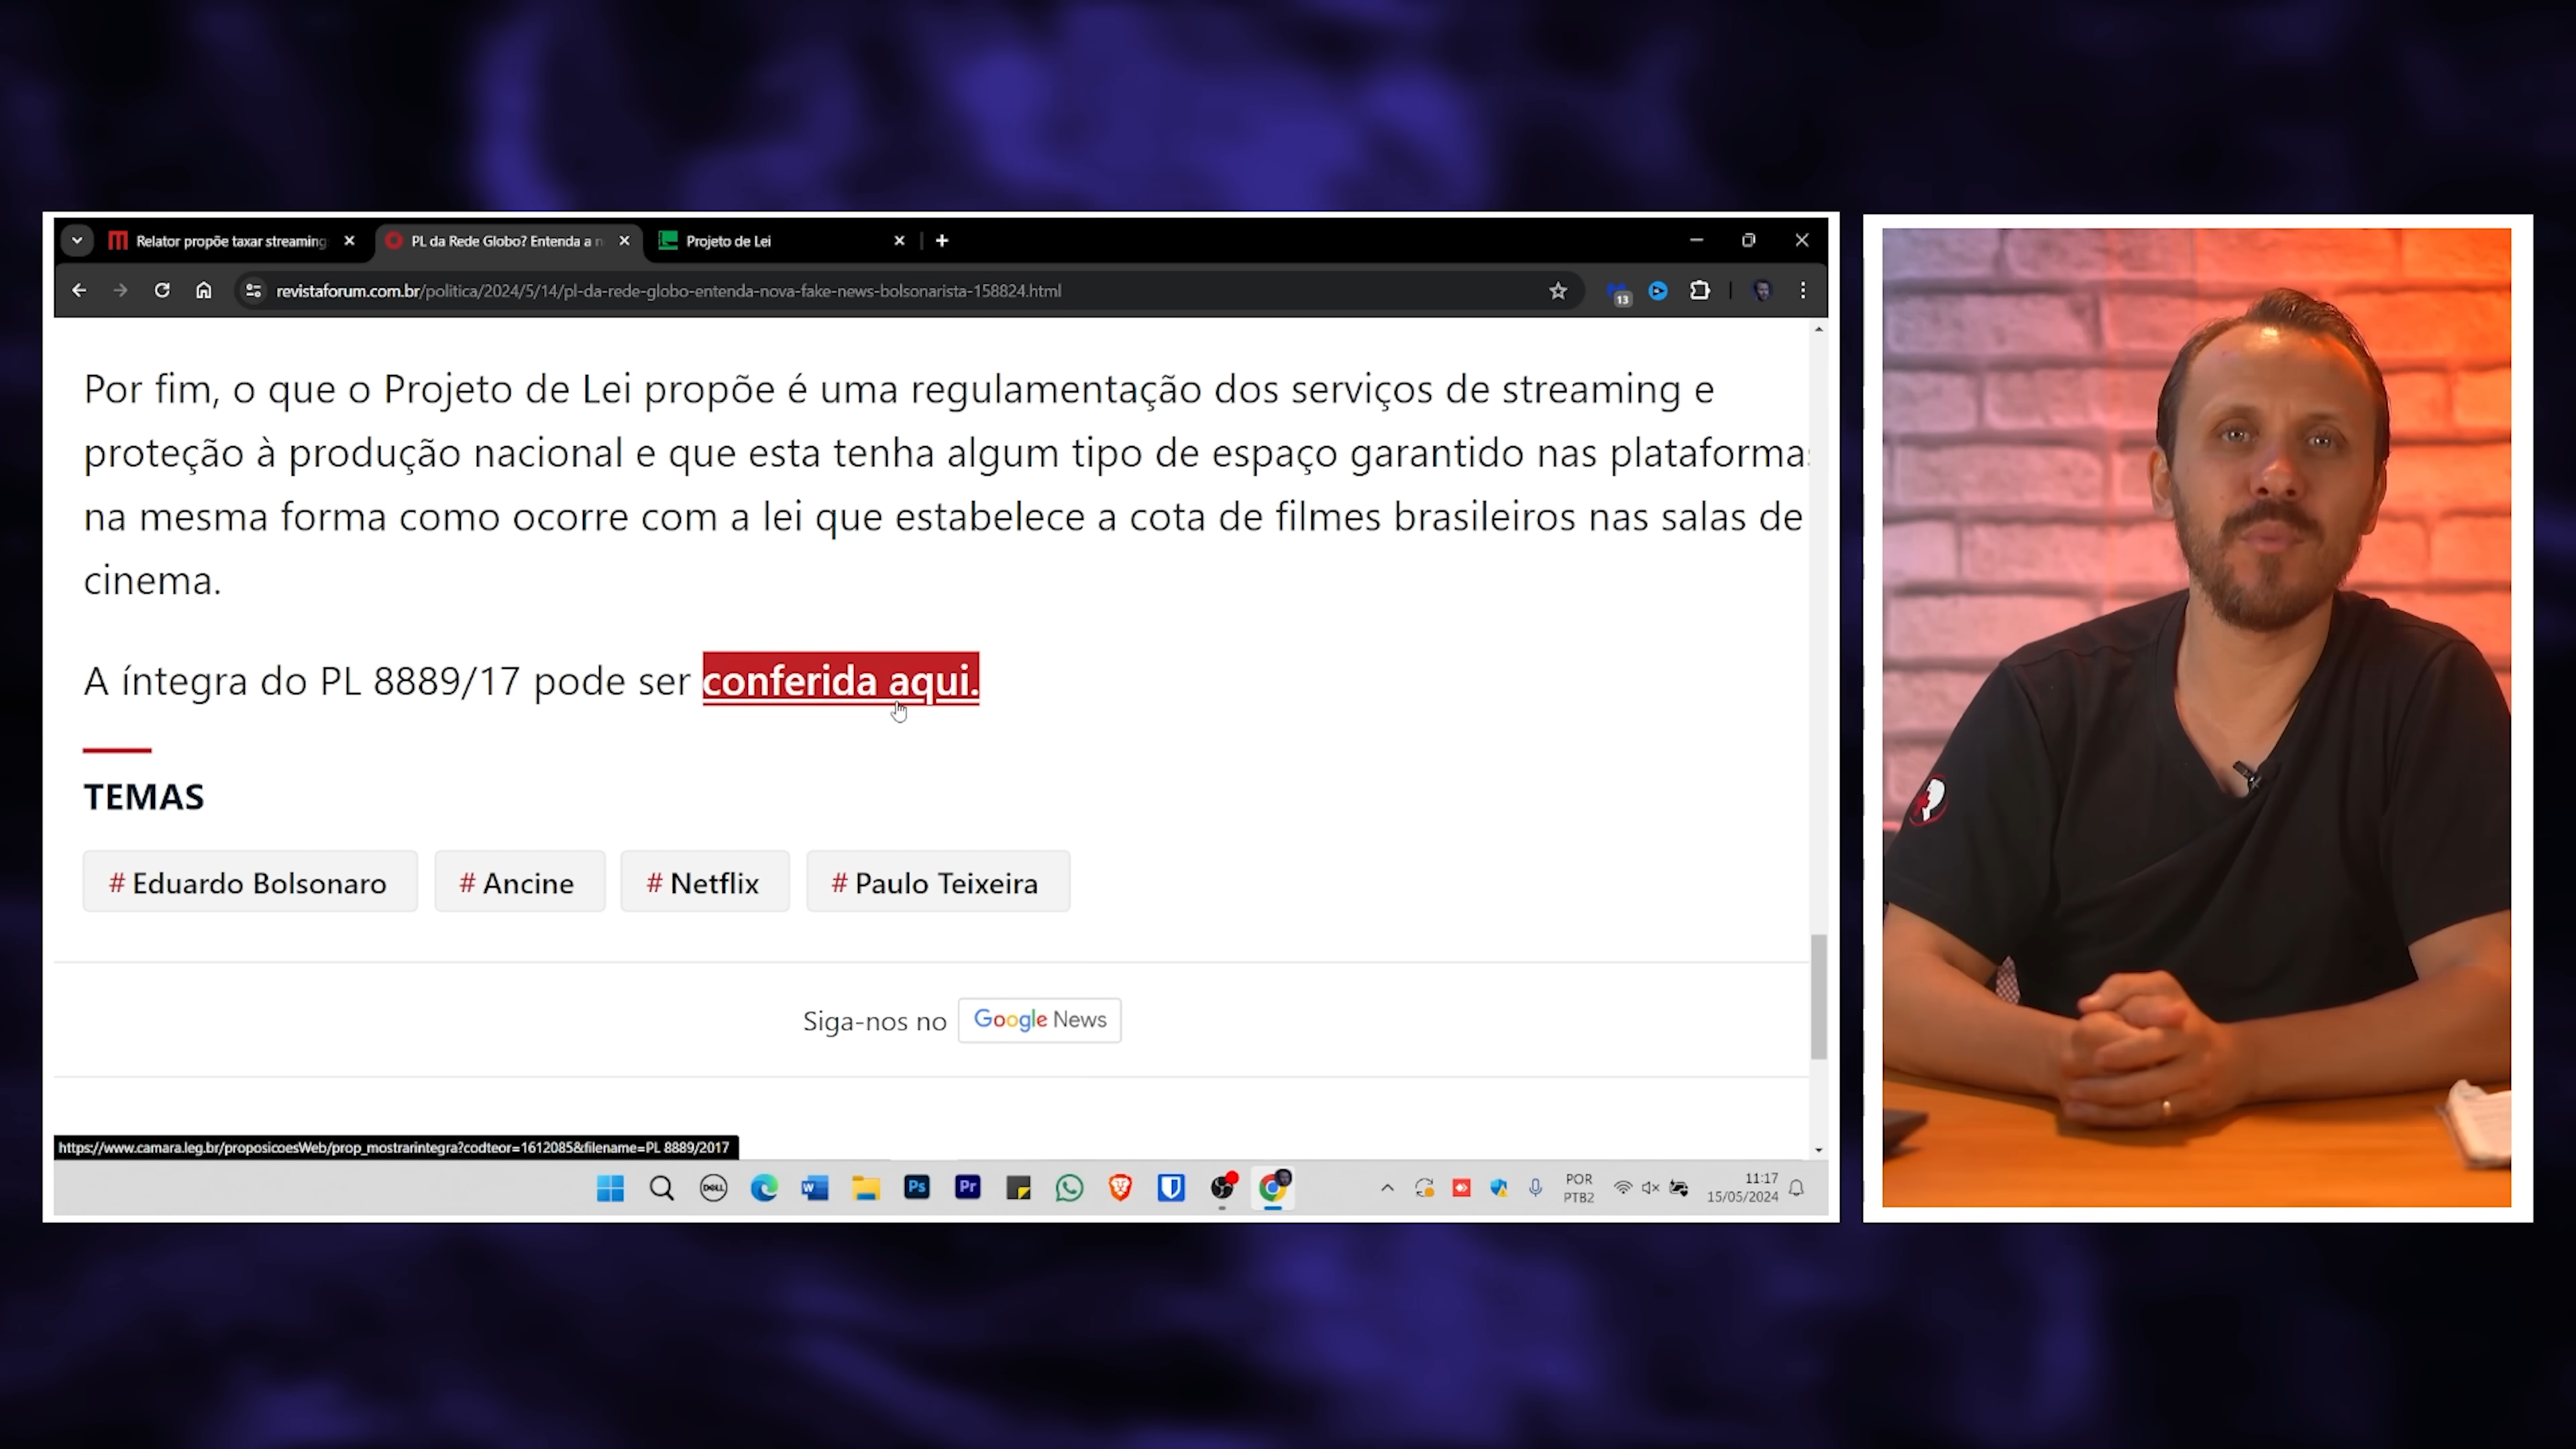 Relator propõe taxar streaming
PL da Rede Globo? Entenda a n
Projeto de Lei
revistaforum.com.br/politica/2024/5/14/pl-da-rede-globo-entenda-nova-fake-news-bolsonarista-158824.html
13
Por fim, o que o Projeto de Lei propõe é uma regulamentação dos serviços de streaming e
proteção à produção nacional e que esta tenha algum tipo de espaço garantido nas plataformas
na mesma forma como ocorre com a lei que estabelece a cota de filmes brasileiros nas salas de
cinema.
A íntegra do PL 8889/17 pode ser conferida aqui.
TEMAS
# Eduardo Bolsonaro # Ancine # Netflix # Paulo Teixeira
Siga-nos no Google News
https://www.camara.leg.br/proposicoesWeb/prop_mostrarintegra?codteor=1612085&filename=PL 8889/2017
DELL
W
Ps
Pr
POR
PTB2
11:17
15/05/2024